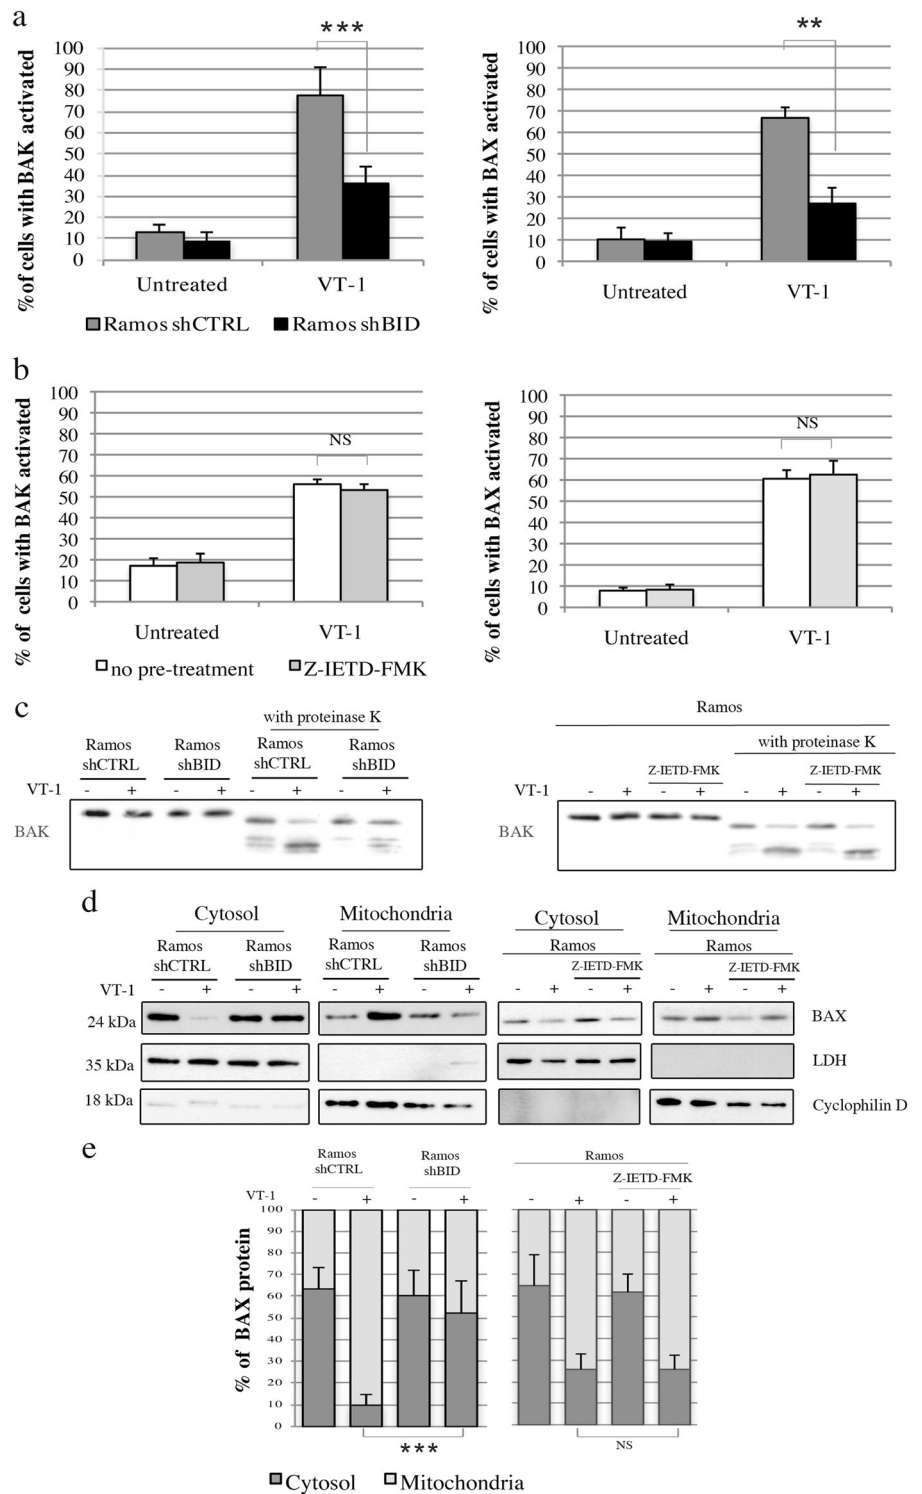 a
***
**
%of cells with BAK activated
100
90
80
70
60
50
40
30
20
10
0
Untreated
VT-1
% of cells with BAX activated
100
90
80
70
60
50
40
30
20
10
0
Untreated
VT-1
Ramos shCTRL
Ramos shBID
b
% of cells with BAK activated
100
90
80
70
60
50
40
30
20
10
0
NS
Untreated
VT-1
% of cells with BAX activated
100
90
80
70
60
50
40
30
20
10
0
NS
Untreated
VT-1
no pre-treatment
Z-IETD-FMK
c
with proteinase K
Ramos shCTRL
Ramos shBID
Ramos shCTRL
Ramos shBID
VT-1 - + - + - + - +
BAK
Ramos
with proteinase K
Z-IETD-FMK
Z-IETD-FMK
VT-1 - + - + - + - +
BAK
d
Cytosol
Mitochondria
Cytosol
Mitochondria
Ramos shCTRL
Ramos shBID
Ramos shCTRL
Ramos shBID
Ramos
Z-IETD-FMK
Ramos
Z-IETD-FMK
VT-1 - + - + - + - + - + - + - + - +
24 kDa
BAX
35 kDa
LDH
18 kDa
Cyclophilin D
e
Ramos shCTRL
Ramos shBID
Ramos
Z-IETD-FMK
VT-1 - + - + - + - +
% of BAX protein
100
90
80
70
60
50
40
30
20
10
0
***
NS
Cytosol
Mitochondria